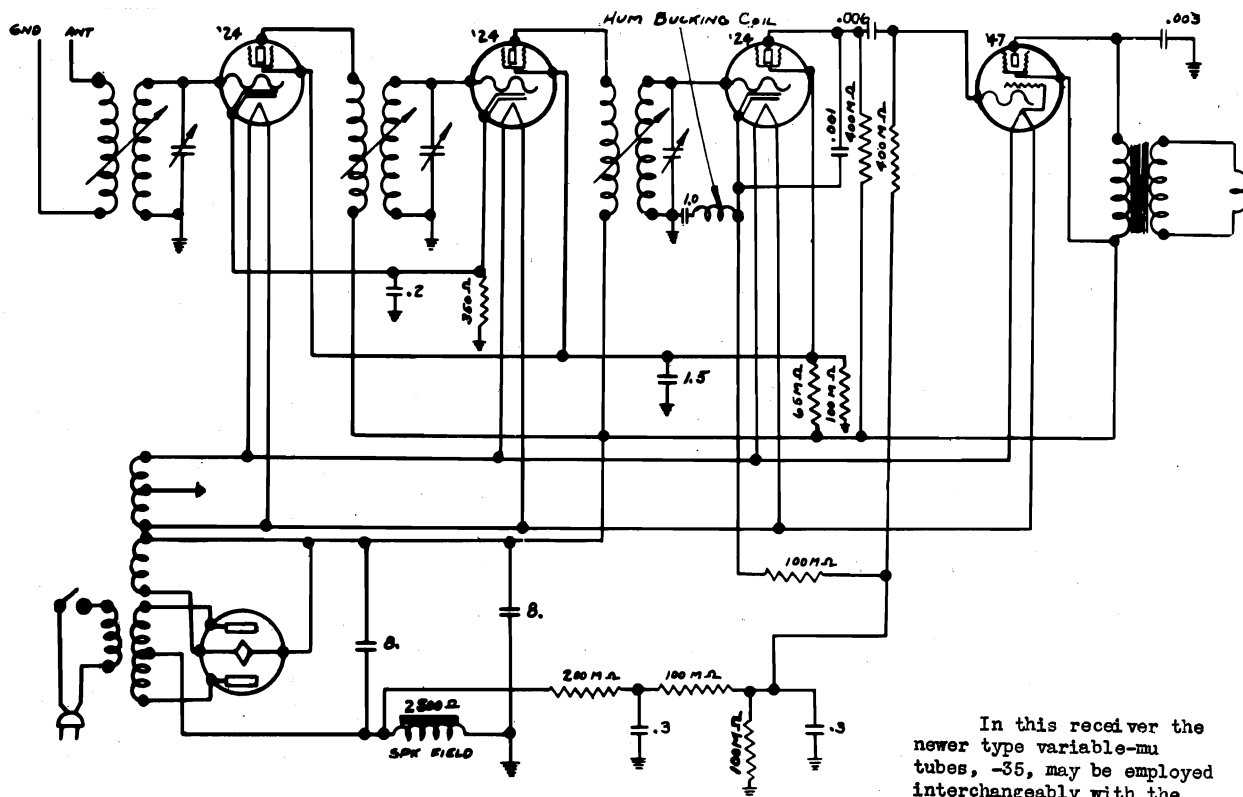 GND ANT
'24
'24
HUM BUCKING COIL
'24
.006
'47
.003
.001
400MΩ
400MΩ
1.0
.2
350Ω
1.5
65MΩ
100MΩ
100MΩ
8.
8.
200MΩ
100MΩ
2500Ω
SPK FIELD
.3
100MΩ
.3
In this receiver the
newer type variable-mu
tubes, -35, may be employed
interchangeably with the